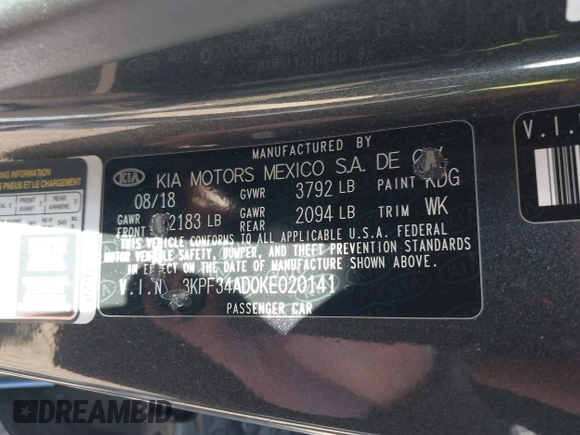 MANUFACTURED BY
KIA KIA MOTORS MEXICO S.A. DE
08/18 GVWR 3792 LB PAINT KDG
GAWR FRONT 2183 LB GAWR REAR 2094 LB TRIM WK
THIS VEHICLE CONFORMS TO ALL APPLICABLE U.S.A. FEDERAL
MOTOR VEHICLE SAFETY, BUMPER, AND THEFT PREVENTION STANDARDS
IN EFFECT ON THE DATE OF MANUFACTURE SHOWN ABOVE.
V.I.N 3KPF34AD0KE020141
PASSENGER CAR
V.I.
DREAMBID